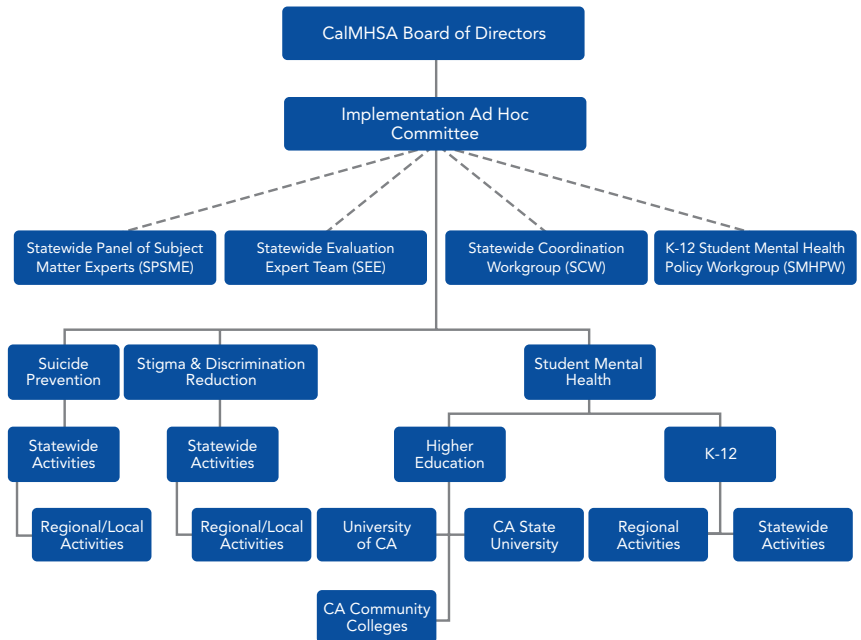 CalMHSA Board of Directors
Implementation Ad Hoc
Committee
Statewide Panel of Subject
Matter Experts (SPSME)
Statewide Evaluation
Expert Team (SEE)
Statewide Coordination
Workgroup (SCW)
K-12 Student Mental Health
Policy Workgroup (SMHPW)
Suicide
Prevention
Stigma & Discrimination
Reduction
Student Mental
Health
Statewide
Activities
Statewide
Activities
Higher
Education
K-12
Regional/Local
Activities
Regional/Local
Activities
University
of CA
CA State
University
Regional
Activities
Statewide
Activities
CA Community
Colleges